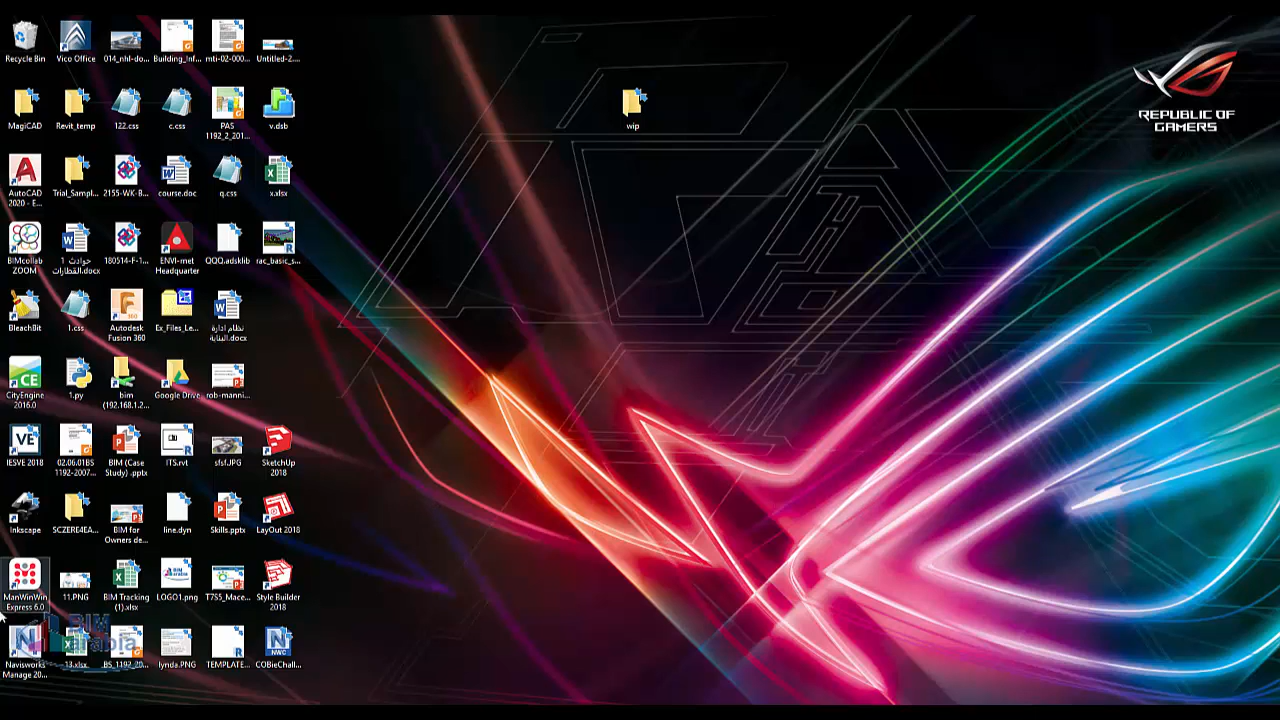 Recycle Bin
Vico Office
014_nhl-do...
Building_Inf...
mti-02-000...
Untitled-2....
MagiCAD
Revit_temp
122.css
c.css
PAS
1192_2_201...
v.dsb
AutoCAD
2020 - E...
Trial_Sampl...
2155-WK-B...
course.doc
q.css
x.xlsx
BIMcollab
ZOOM
حوادث 1
القطارات.docx
180514-F-1...
ENVI-met
Headquarter
QQQ.adsklib
rac_basic_s...
BleachBit
1.css
Autodesk
Fusion 360
Ex_Files_Le...
نظام ادارة
البناية.docx
CityEngine
2016.0
1.py
bim
(192.168.1.2...
Google Drive
rob-manni...
IESVE 2018
02.06.01BS
1192-2007...
BIM (Case
Study) .pptx
ITS.rvt
sfsf.JPG
SketchUp
2018
Inkscape
SCZERE4EA...
BIM for
Owners de...
line.dyn
Skills.pptx
LayOut 2018
ManWinWin
Express 6.0
11.PNG
BIM Tracking
(1).xlsx
LOGO1.png
T7S5_Mace...
Style Builder
2018
Navisworks
Manage 20...
13.xlsx
BS_1192_20...
lynda.PNG
TEMPLATE...
COBieChall...
wip
REPUBLIC OF
GAMERS
BIM
arabia